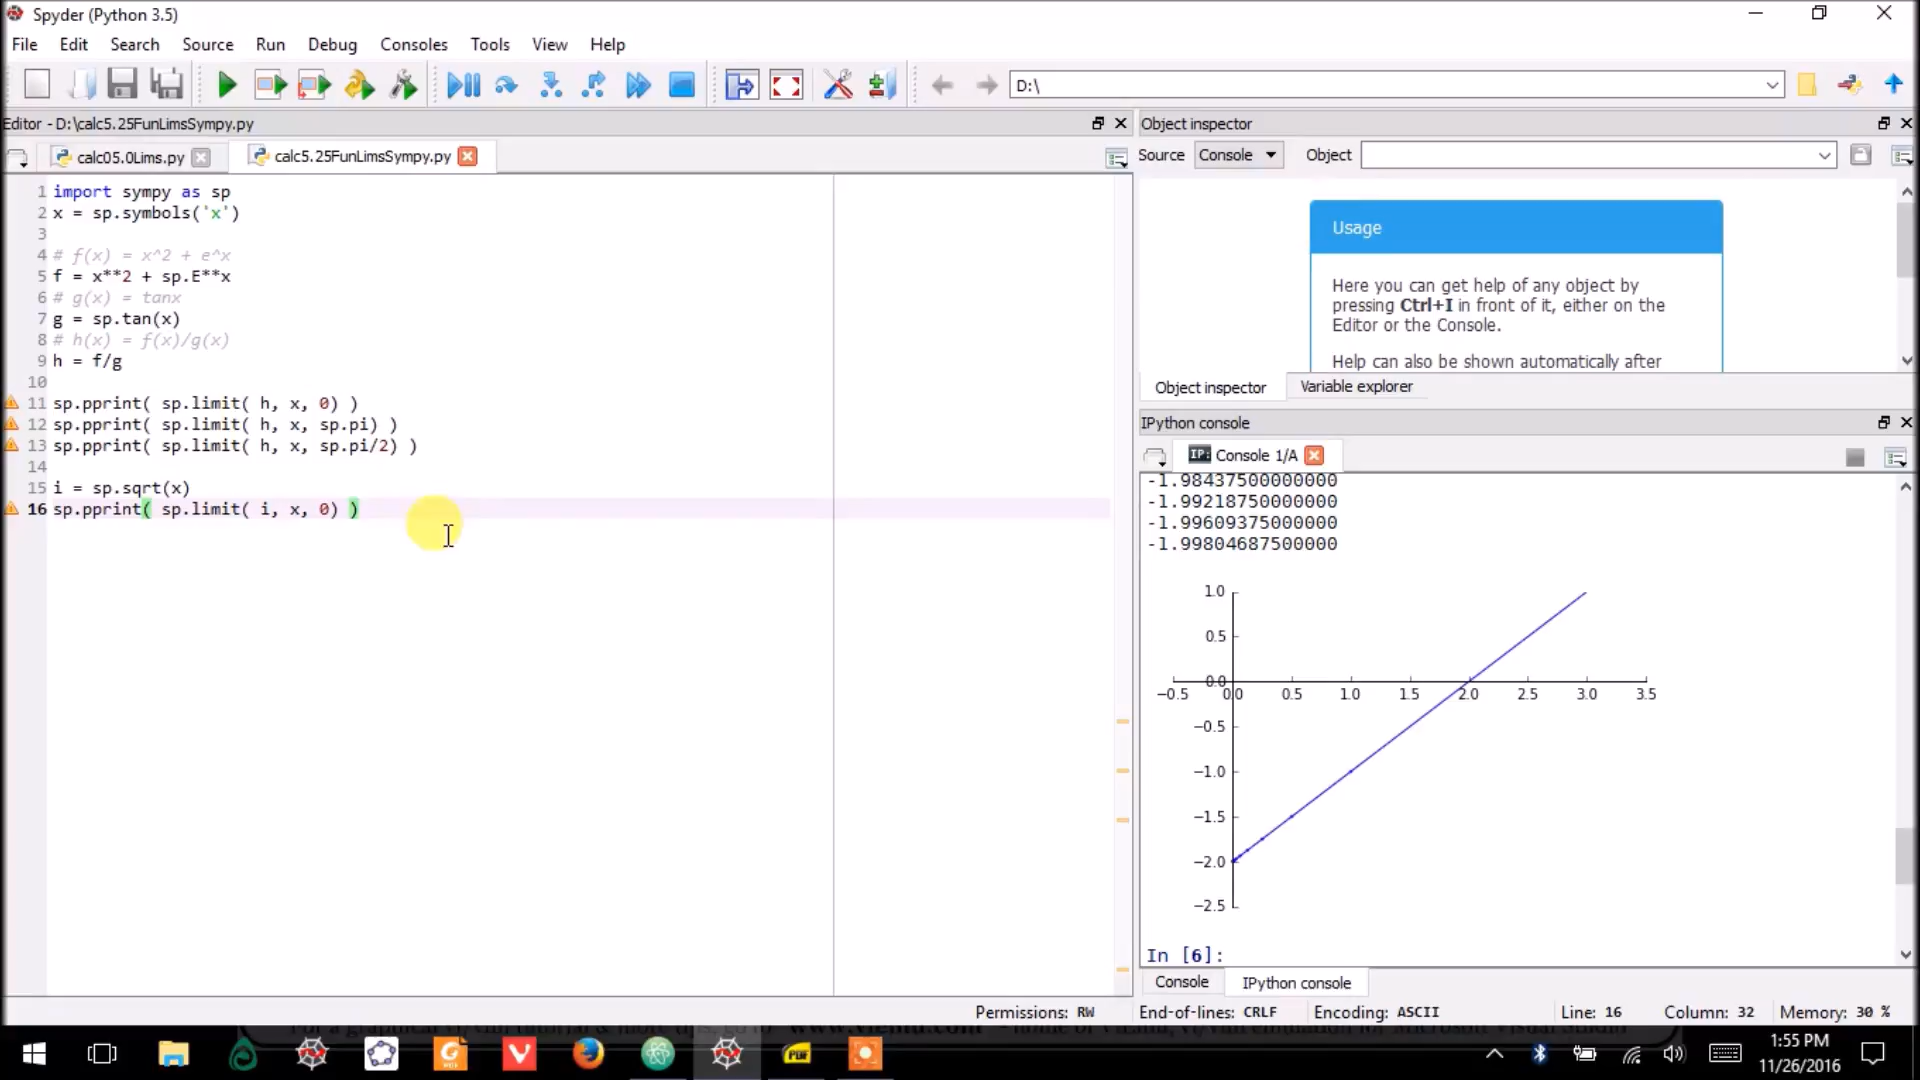 Spyder (Python 3.5)
File Edit Search Source Run Debug Consoles Tools View Help
D:\
Editor - D:\calc5.25FunLimsSympy.py
calc05.0Lims.py calc5.25FunLimsSympy.py
1 import sympy as sp
2 x = sp.symbols('x')
3
4 # f(x) = x^2 + e^x
5 f = x**2 + sp.E**x
6 # g(x) = tanx
7 g = sp.tan(x)
8 # h(x) = f(x)/g(x)
9 h = f/g
10
11 sp.pprint( sp.limit( h, x, 0) )
12 sp.pprint( sp.limit( h, x, sp.pi) )
13 sp.pprint( sp.limit( h, x, sp.pi/2) )
14
15 i = sp.sqrt(x)
16 sp.pprint( sp.limit( i, x, 0) )
Object inspector
Source Console Object
Usage
Here you can get help of any object by
pressing Ctrl+I in front of it, either on the
Editor or the Console.
Help can also be shown automatically after
Object inspector Variable explorer
IPython console
IP: Console 1/A
-1.98437500000000
-1.99218750000000
-1.99609375000000
-1.99804687500000
1.0
0.5
0.0
−0.5 0.0 0.5 1.0 1.5 2.0 2.5 3.0 3.5
−0.5
−1.0
−1.5
−2.0
−2.5
In [6]:
Console IPython console
Permissions: RW End-of-lines: CRLF Encoding: ASCII Line: 16 Column: 32 Memory: 30 %
PDF
1:55 PM
11/26/2016